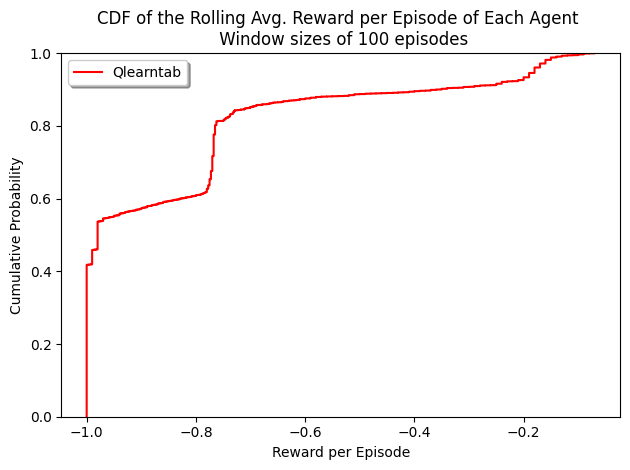 CDF of the Rolling Avg. Reward per Episode of Each Agent
Window sizes of 100 episodes
Qlearntab
Cumulative Probability
1.0
0.8
0.6
0.4
0.2
0.0
−1.0 −0.8 −0.6 −0.4 −0.2
Reward per Episode